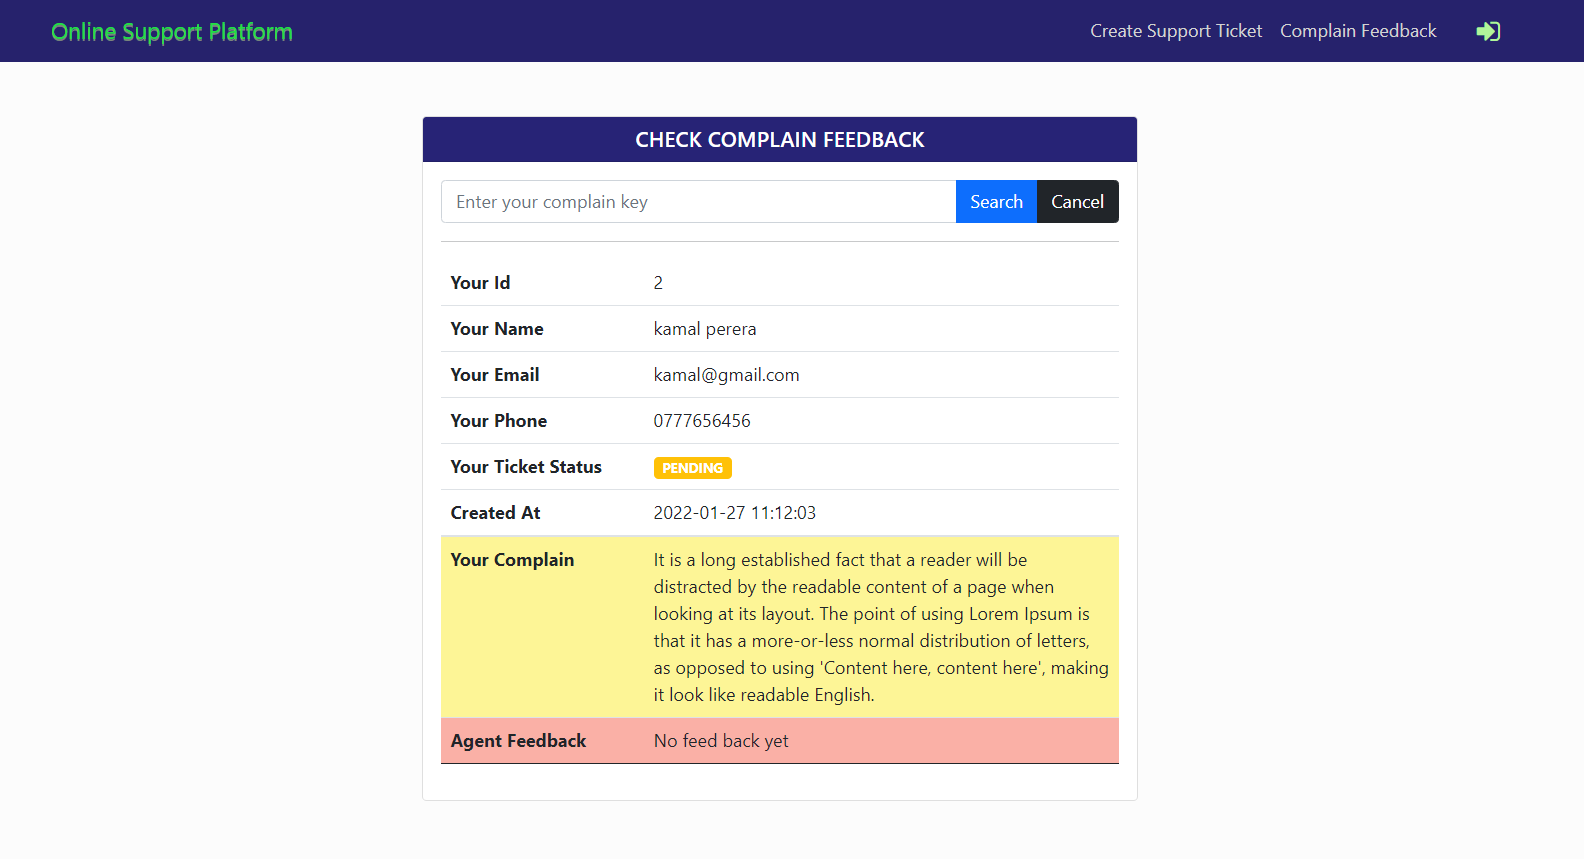 Online Support Platform
Create Support Ticket
Complain Feedback
CHECK COMPLAIN FEEDBACK
Enter your complain key
Search
Cancel
Your Id 2
Your Name kamal perera
Your Email kamal@gmail.com
Your Phone 0777656456
Your Ticket Status PENDING
Created At 2022-01-27 11:12:03
Your Complain It is a long established fact that a reader will be
distracted by the readable content of a page when
looking at its layout. The point of using Lorem Ipsum is
that it has a more-or-less normal distribution of letters,
as opposed to using 'Content here, content here', making
it look like readable English.
Agent Feedback No feed back yet